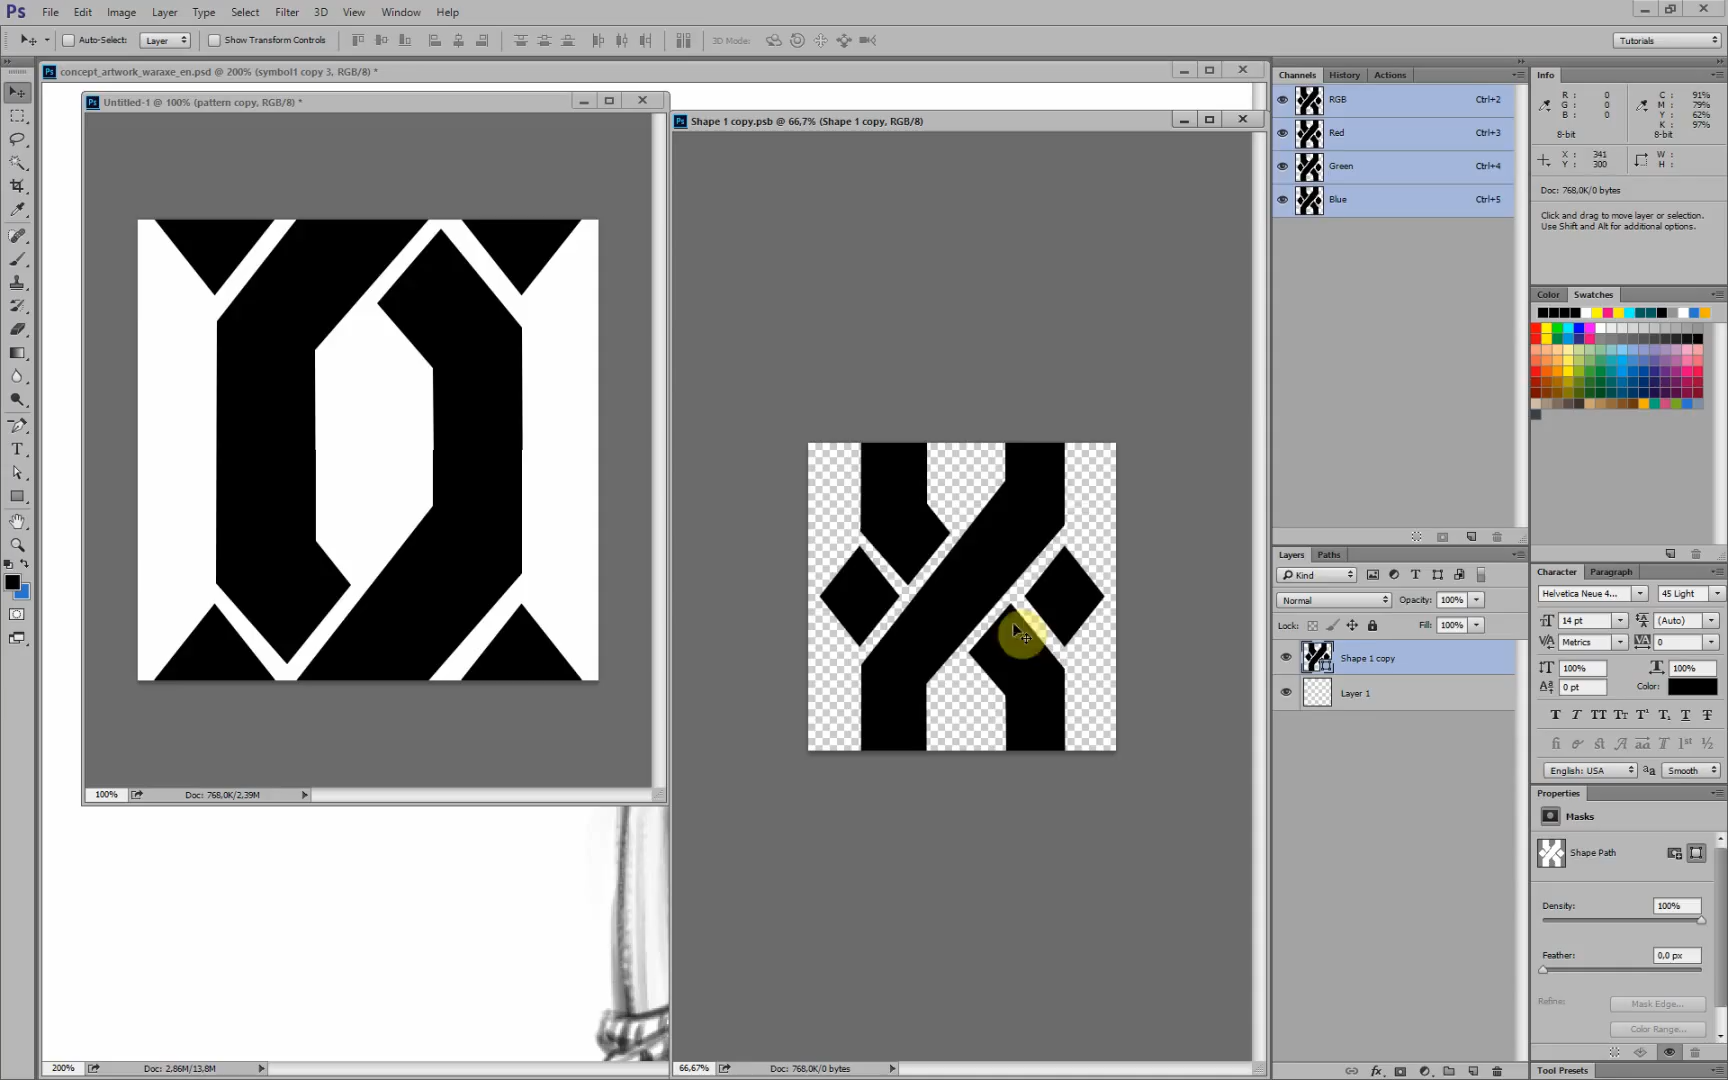 Ps File Edit Image Layer Type Select Filter 3D View Window Help
Auto-Select: Layer Show Transform Controls 3D Mode: Tutorials
concept_artwork_waraxe_en.psd @ 200% (symbol1 copy 3, RGB/8) *
Untitled-1 @ 100% (pattern copy, RGB/8) *
Shape 1 copy.psb @ 66,7% (Shape 1 copy, RGB/8)
100% Doc: 768,0K/2,39M
200% Doc: 2,86M/13,8M
66,67% Doc: 768,0K/0 bytes
Channels History Actions
RGB Ctrl+2
Red Ctrl+3
Green Ctrl+4
Blue Ctrl+5
Layers Paths
Kind
Normal Opacity: 100%
Lock: Fill: 100%
Shape 1 copy
Layer 1
Info
R : 0 C : 91%
G : 0 M : 79%
B : 0 Y : 62%
K : 97%
8-bit 8-bit
X : 341 W :
Y : 300 H :
Doc: 768,0K/0 bytes
Click and drag to move layer or selection.
Use Shift and Alt for additional options.
Color Swatches
Character Paragraph
Helvetica Neue 4... 45 Light
14 pt (Auto)
Metrics 0
100% 100%
0 pt Color:
English: USA Smooth
Properties
Masks
Shape Path
Density: 100%
Feather: 0,0 px
Refine: Mask Edge...
Color Range...
Tool Presets